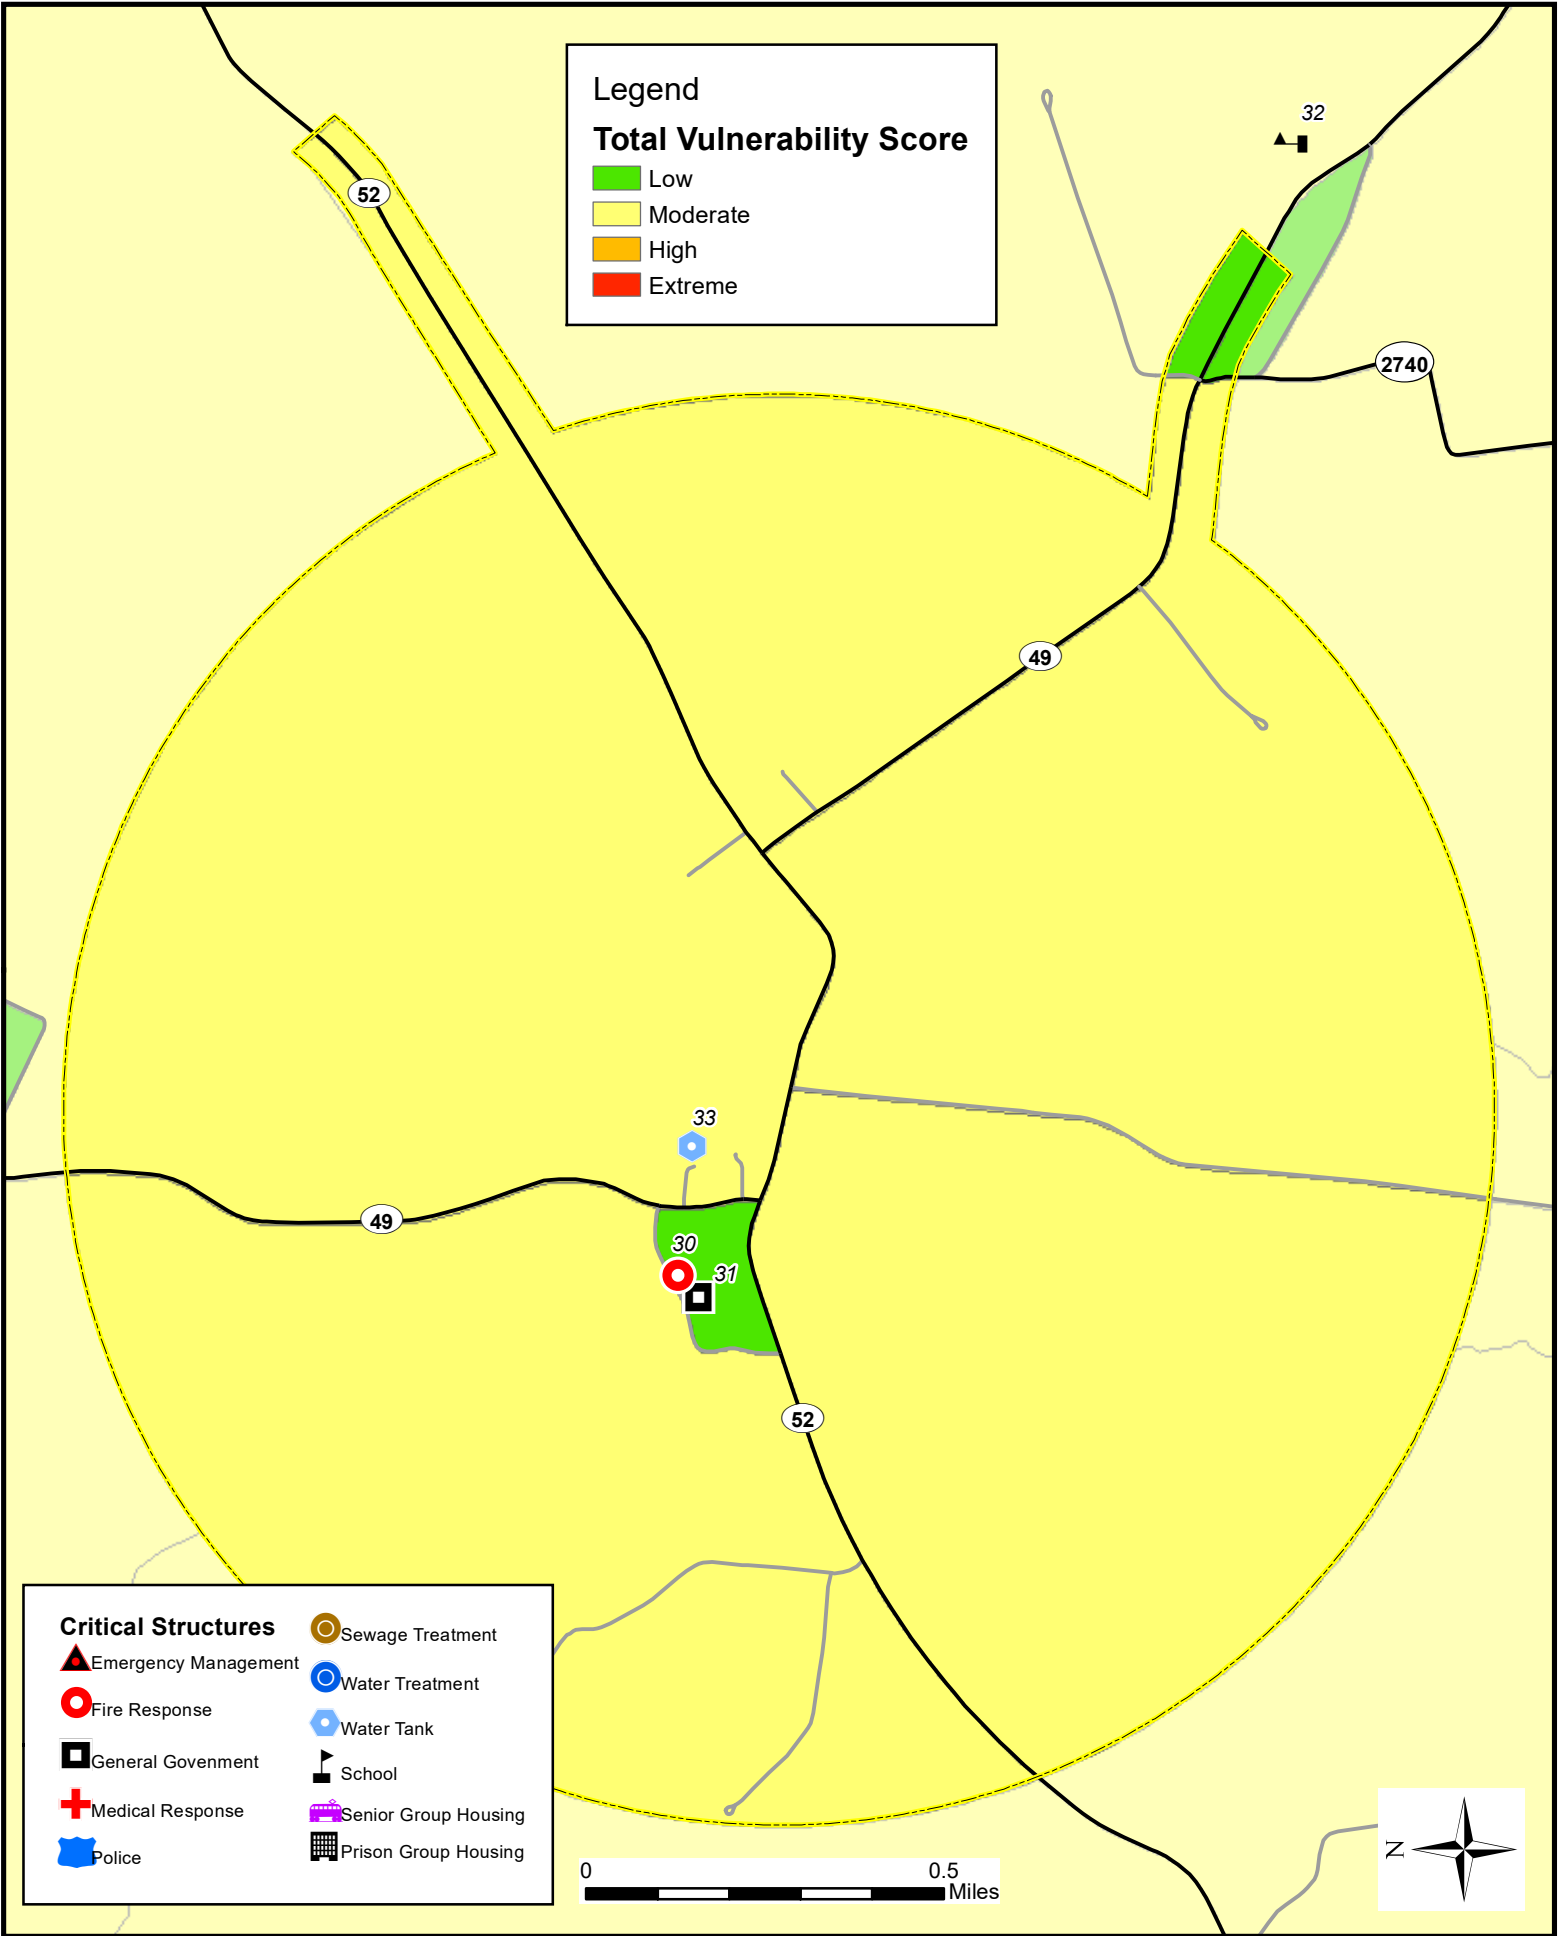 Legend
Total Vulnerability Score
Low
Moderate
High
Extreme
32
52
2740
49
33
49
30
31
52
Critical Structures
Emergency Management
Fire Response
General Govenment
Medical Response
Police
Sewage Treatment
Water Treatment
Water Tank
School
Senior Group Housing
Prison Group Housing
0 0.5
Miles
N